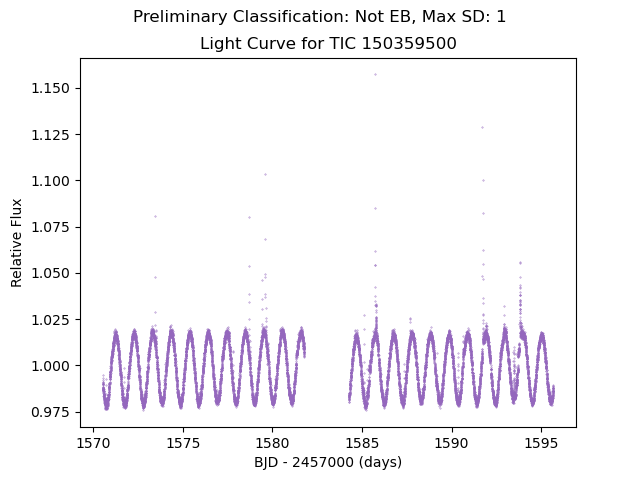 Preliminary Classification: Not EB, Max SD: 1
Light Curve for TIC 150359500
1.150
1.125
1.100
1.075
1.050
1.025
1.000
0.975
Relative Flux
1570 1575 1580 1585 1590 1595
BJD - 2457000 (days)